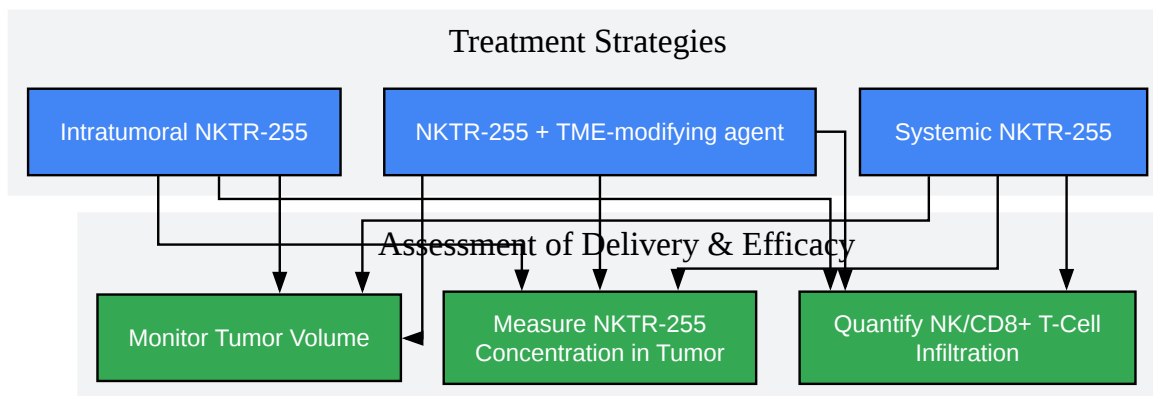 Treatment Strategies
Intratumoral NKTR-255
NKTR-255 + TME-modifying agent
Systemic NKTR-255
Assessment of Delivery & Efficacy
Monitor Tumor Volume
Measure NKTR-255
Concentration in Tumor
Quantify NK/CD8+ T-Cell
Infiltration